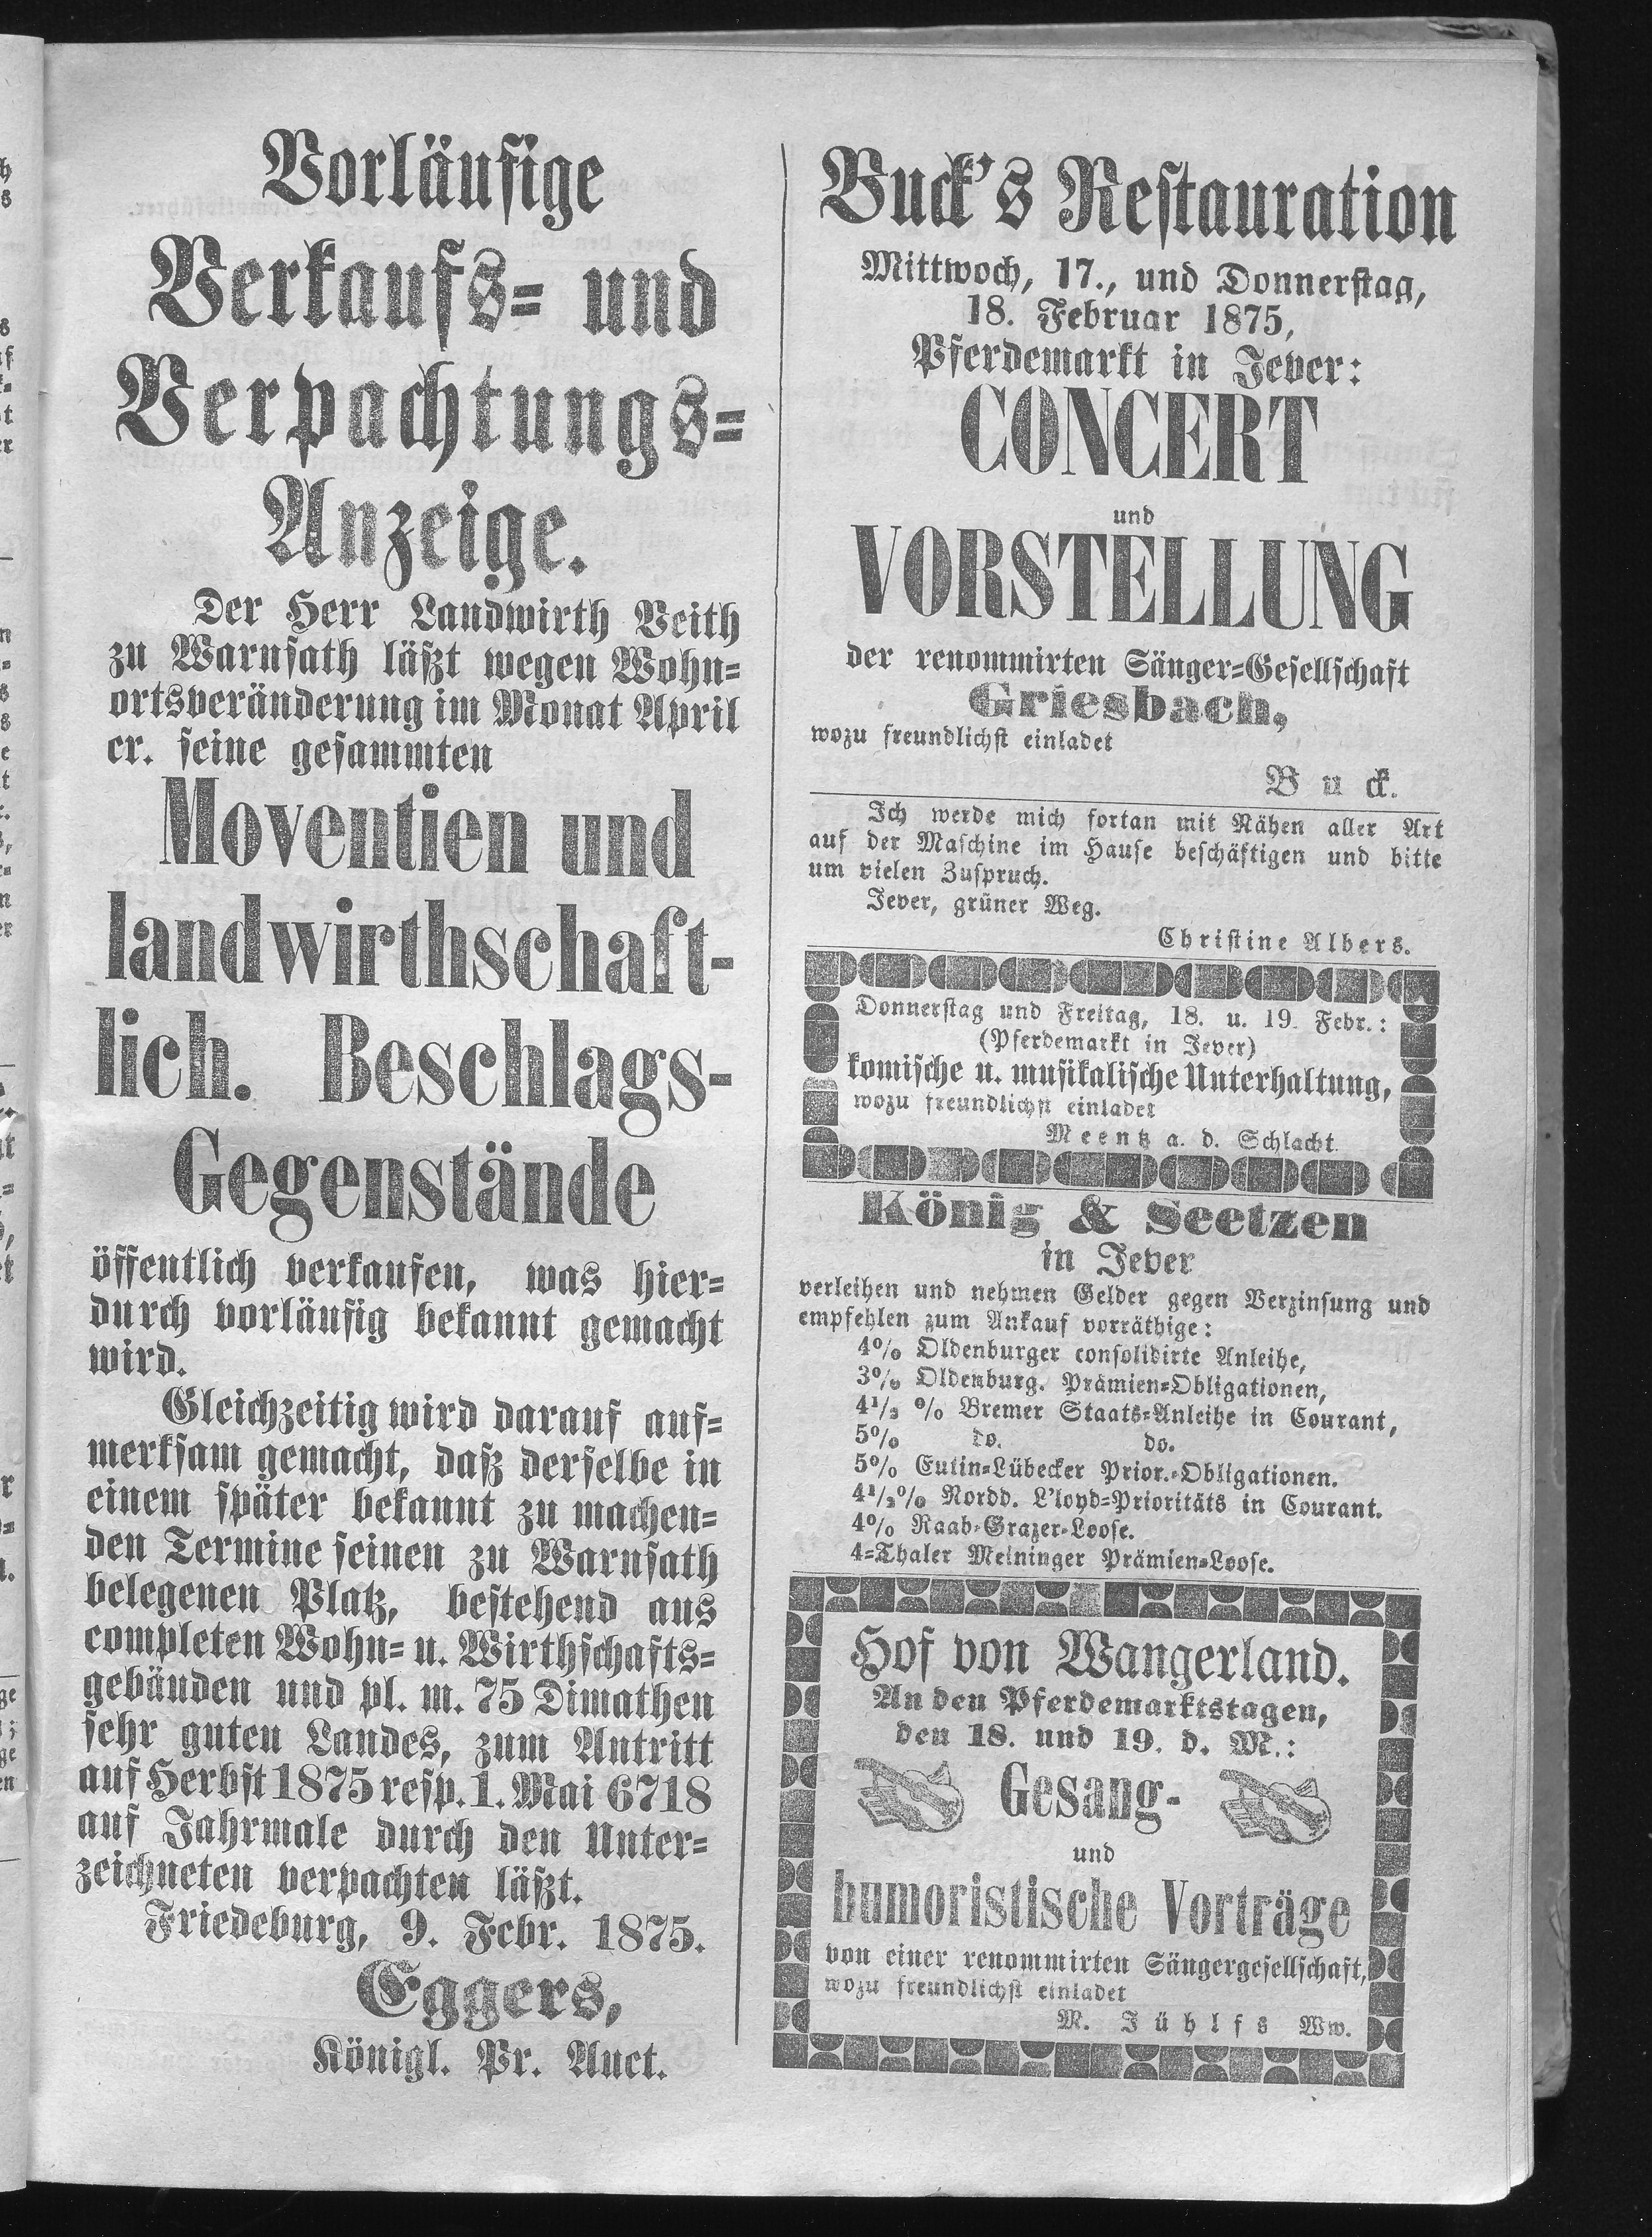 Vorläufige
Verkaufs- und
Verpachtungs-
Anzeige.
Der Herr Landwirth Veith
zu Warnsath läßt wegen Wohn-
ortsveränderung im Monat April
cr. seine gesammten
Moventien und
landwirthschaft-
lich. Beschlags-
Gegenstände
öffentlich verkaufen, was hier-
durch vorläufig bekannt gemacht
wird.
Gleichzeitig wird darauf auf-
merksam gemacht, daß derselbe in
einem später bekannt zu machen-
den Termine seinen zu Warnsath
belegenen Platz, bestehend aus
completen Wohn- u. Wirthschafts-
gebäuden und pl. m. 75 Dimathen
sehr guten Landes, zum Antritt
auf Herbst 1875 resp. 1. Mai 6718
auf Jahrmale durch den Unter-
zeichneten verpachten läßt.
Friedeburg, 9. Febr. 1875.
Eggers,
Königl. Pr. Auct.
Buck's Restauration
Mittwoch, 17., und Donnerstag,
18. Februar 1875,
Pferdemarkt in Jever:
CONCERT
und
VORSTELLUNG
der renommirten Sänger-Gesellschaft
Griesbach,
wozu freundlichst einladet
Buck.
Ich werde mich fortan mit Nähen aller Art
auf der Maschine im Hause beschäftigen und bitte
um vielen Zuspruch.
Jever, grüner Weg.
Christine Albers.
Donnerstag und Freitag, 18. u. 19. Febr.:
(Pferdemarkt in Jever)
komische u. musikalische Unterhaltung,
wozu freundlichst einladet
Meentz a. d. Schlacht.
König & Seetzen
in Jever
verleihen und nehmen Gelder gegen Verzinsung und
empfehlen zum Ankauf vorräthige:
4% Oldenburger consolidirte Anleihe,
3% Oldenburg. Prämien-Obligationen,
4½ % Bremer Staats-Anleihe in Courant,
5% do. do.
5% Eutin-Lübecker Prior.-Obligationen.
4½% Nordd. L'loyd-Prioritäts in Courant.
4% Raab-Grazer-Loose.
4-Thaler Meininger Prämien-Loose.
Hof von Wangerland.
An den Pferdemarktstagen,
den 18. und 19. d. M.:
Gesang-
und
humoristische Vorträge
von einer renommirten Sängergesellschaft,
wozu freundlichst einladet
M. Jühlfs Ww.